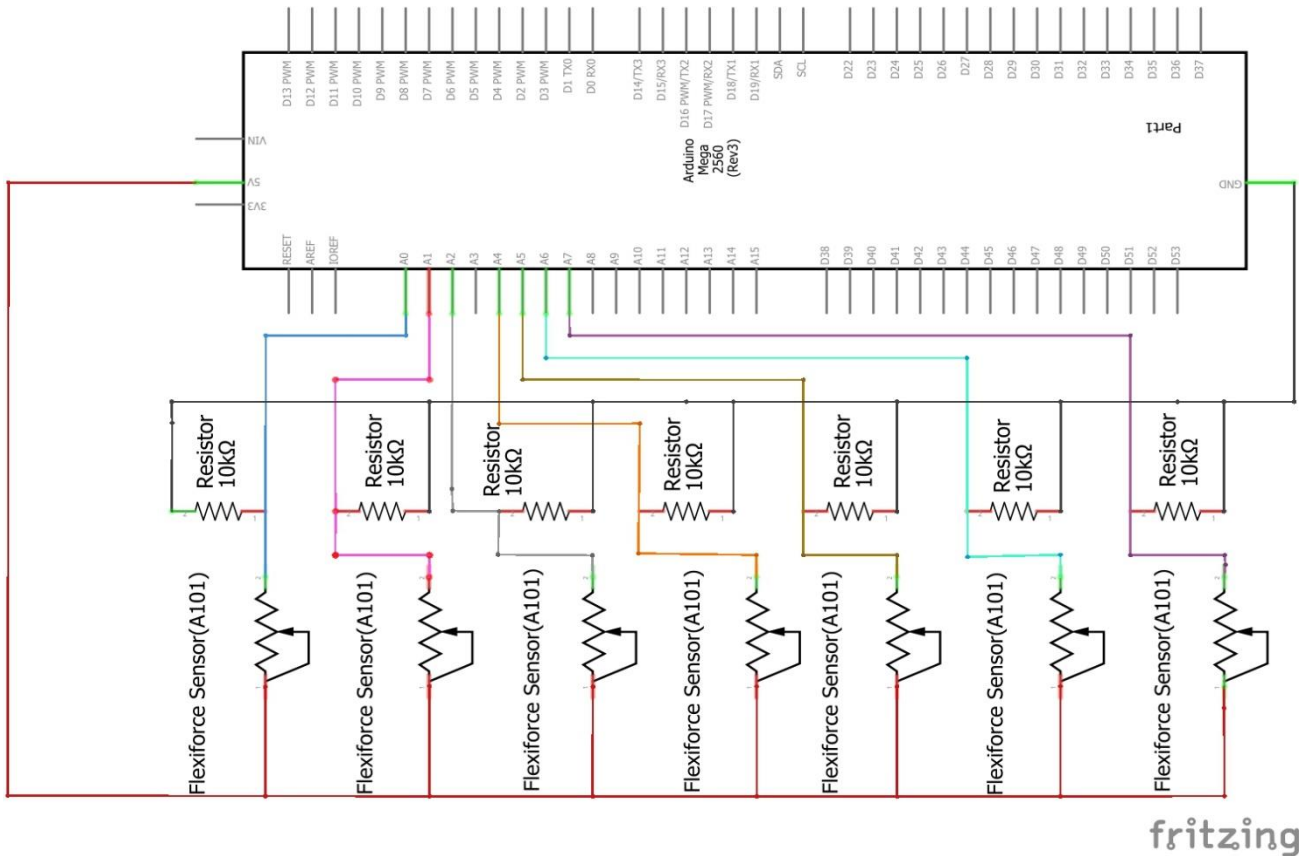 D13 PWM
D12 PWM
D11 PWM
D10 PWM
D9 PWM
D8 PWM
D7 PWM
D6 PWM
D5 PWM
D4 PWM
D2 PWM
D3 PWM
D1 TX0
D0 RX0
D14/TX3
D15/RX3
D16 PWM/TX2
D17 PWM/RX2
D18/TX1
D19/RX1
SDA
SCL
D22
D23
D24
D25
D26
D27
D28
D29
D30
D31
D32
D33
D34
D35
D36
D37
VIN
5V
3V3
Arduino
Mega
2560
(Rev3)
Part1
GND
RESET
AREF
IOREF
A0
A1
A2
A3
A4
A5
A6
A7
A8
A9
A10
A11
A12
A13
A14
A15
D38
D39
D40
D41
D42
D43
D44
D45
D46
D47
D48
D49
D50
D51
D52
D53
Resistor
10kΩ
Resistor
10kΩ
Resistor
10kΩ
Resistor
10kΩ
Resistor
10kΩ
Resistor
10kΩ
Resistor
10kΩ
Flexiforce Sensor(A101)
Flexiforce Sensor(A101)
Flexiforce Sensor(A101)
Flexiforce Sensor(A101)
Flexiforce Sensor(A101)
Flexiforce Sensor(A101)
Flexiforce Sensor(A101)
fritzing